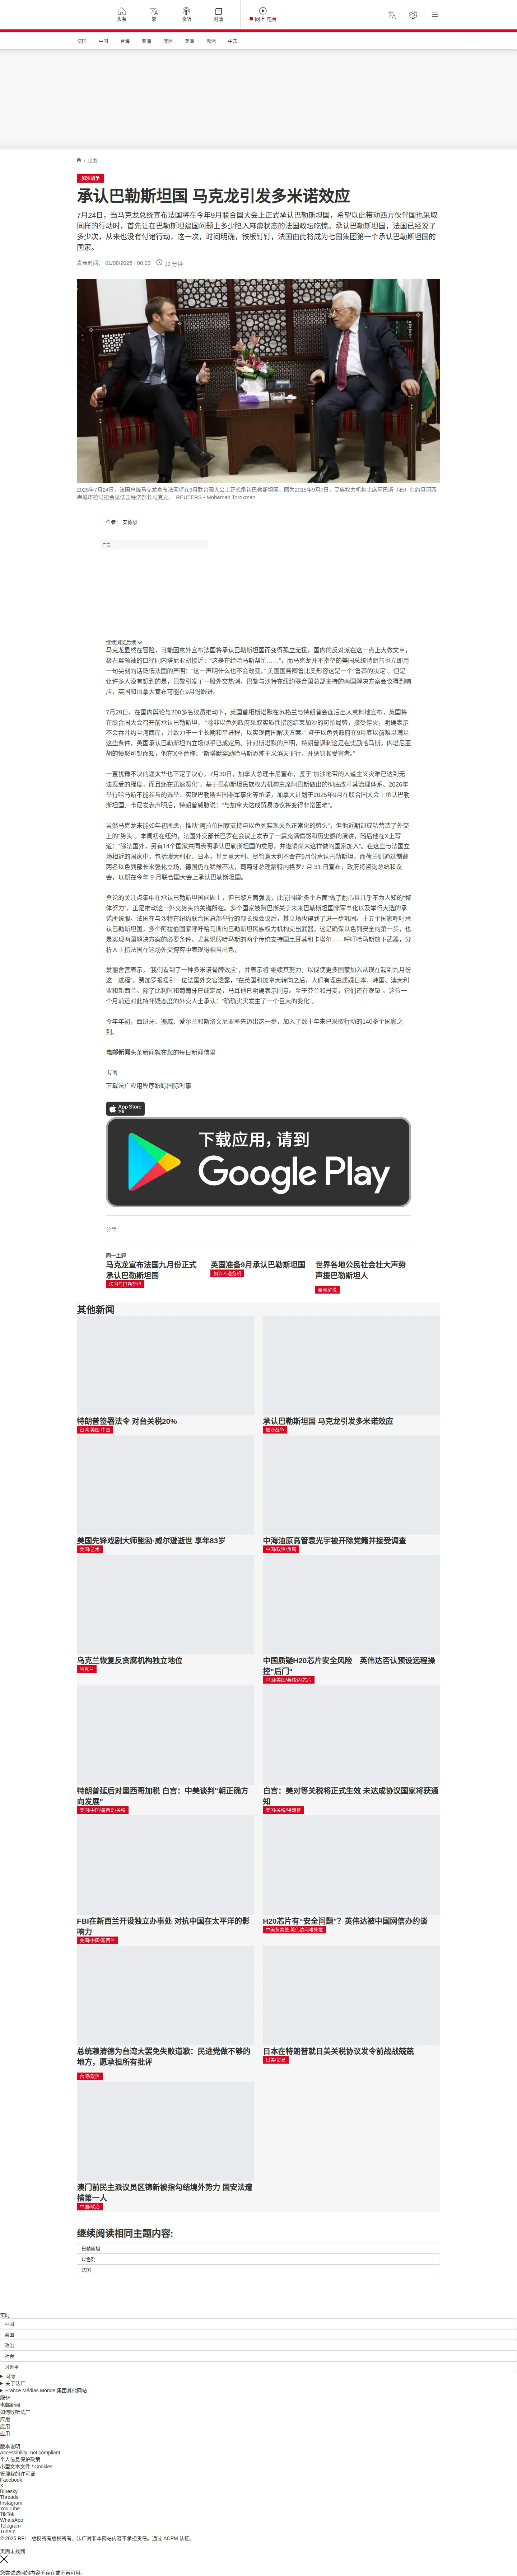 头条
繁
收听
时事
网上 电台
法国
中国
台海
亚洲
非洲
美洲
欧洲
中东
/ 中国
加沙战争
承认巴勒斯坦国 马克龙引发多米诺效应
7月24日，当马克龙总统宣布法国将在今年9月联合国大会上正式承认巴勒斯坦国，希望以此带动西方伙伴国也采取
同样的行动时，首先让在巴勒斯坦建国问题上多少陷入麻痹状态的法国政坛吃惊。承认巴勒斯坦国，法国已经说了
多少次，从来也没有付诸行动，这一次，时间明确，铁板钉钉，法国由此将成为七国集团第一个承认巴勒斯坦国的
国家。
发表时间： 01/08/2025 - 00:03 10 分钟
2025年7月24日，法国总统马克龙宣布法国将在9月联合国大会上正式承认巴勒斯坦国。图为2015年9月7日，民族权力机构主席阿巴斯（右）在约旦河西
岸城市拉马拉会见法国经济部长马克龙。 REUTERS - Mohamad Torokman
作者： 安德烈
广告
继续浏览后续
马克龙显然在冒险，可能因意外宣布法国将承认巴勒斯坦国而变得孤立无援，国内的反对派在这一点上大做文章，
极右翼领袖的口径同内塔尼亚胡接近：“这是在给哈马斯帮忙……”，而马克龙并不指望的美国总统特朗普也立即用
一句尖刻的话贬低法国的声明：“这一声明什么也不会改变。” 美国国务卿鲁比奥形容这是一个“鲁莽的决定”。但是
让许多人没有想到的是，巴黎引发了一股外交热潮，巴黎与沙特在纽约联合国总部主持的两国解决方案会议得到响
应，英国和加拿大宣布可能在9月份跟进。
7月29日，在国内舆论与200多名议员推动下，英国首相斯塔默在苏格兰与特朗普会面后出人意料地宣布，英国将
在联合国大会召开前承认巴勒斯坦， “除非以色列政府采取实质性措施结束加沙的可怕局势，接受停火，明确表示
不会吞并约旦河西岸，并致力于一个长期和平进程，以实现两国解决方案。” 鉴于以色列政府在9月底以前难以满足
这些条件，英国承认巴勒斯坦的立场似乎已成定局。针对斯塔默的声明，特朗普讽刺这是在奖励哈马斯。内塔尼亚
胡的愤怒可想而知，他在X平台称：“斯塔默奖励哈马斯恐怖主义滔天罪行，并惩罚其受害者。”
一直犹豫不决的渥太华也下定了决心，7月30日，加拿大总理卡尼宣布，鉴于“加沙地带的人道主义灾难已达到无
法忍受的程度，而且还在迅速恶化”，基于巴勒斯坦民族权力机构主席阿巴斯做出的彻底改革其治理体系、2026年
举行哈马斯不能参与的选举、实现巴勒斯坦国非军事化等承诺，加拿大计划于2025年9月在联合国大会上承认巴勒
斯坦国。卡尼发表声明后，特朗普威胁说：“与加拿大达成贸易协议将变得非常困难”。
虽然马克龙未能如年初所愿，推动“阿拉伯国家支持与以色列实现关系正常化的势头”，但他近期却成功营造了外交
上的“势头”。本周初在纽约，法国外交部长巴罗在会议上发表了一篇充满情感和历史感的演讲，随后他在X上写
道：“除法国外，另有14个国家共同表明承认巴勒斯坦国的意愿，并邀请尚未这样做的国家加入”。在这些与法国立
场相近的国家中，包括澳大利亚、日本，甚至意大利。尽管意大利不会在9月份承认巴勒斯坦，而荷兰则通过制裁
两名以色列部长来强化立场，德国仍在犹豫不决，葡萄牙总理蒙特内格罗7 月 31 日宣布，政府将咨询总统和议
会，以期在今年 9 月联合国大会上承认巴勒斯坦国。
舆论的关注点集中在承认巴勒斯坦国问题上，但巴黎方面强调，此前围绕“多个方面”做了耐心且几乎不为人知的“整
体努力”，正是推动这一外交势头的关键所在。多个国家被阿巴斯关于未来巴勒斯坦国非军事化以及举行大选的承
诺所说服。法国在与沙特在纽约联合国总部举行的部长级会议后，其立场也得到了进一步巩固。十五个国家呼吁承
认巴勒斯坦国，多个阿拉伯国家呼吁哈马斯向巴勒斯坦民族权力机构交出武器，这是确保以色列安全的第一步，也
是实现两国解决方案的必要条件。尤其说服哈马斯的两个传统支持国土耳其和卡塔尔——呼吁哈马斯放下武器，分
析人士指法国在这场外交博弈中表现得相当出色，
爱丽舍宫表示，“我们看到了一种多米诺骨牌效应”，并表示将“继续其努力，以促使更多国家加入从现在起到九月份
这一进程”。费加罗报援引一位法国外交官透露，“在英国和加拿大转向之后，人们有理由质疑日本、韩国、澳大利
亚和新西兰。除了比利时和葡萄牙已成定局，马耳他已明确表示同意。至于芬兰和丹麦，它们还在观望”。这位一
个月前还对此持怀疑态度的外交人士承认：“确确实实发生了一个巨大的变化”。
今年年初，西班牙、挪威、爱尔兰和斯洛文尼亚率先迈出这一步，加入了数十年来已采取行动的140多个国家之
列。
电邮新闻头条新闻就在您的每日新闻信里
订阅
下载法广应用程序跟踪国际时事
App Store
下载应用，请到
Google Play
分享 :
同一主题
马克龙宣布法国九月份正式
承认巴勒斯坦国
法国与巴勒斯坦
英国准备9月承认巴勒斯坦国
加沙人道危机
世界各地公民社会壮大声势
声援巴勒斯坦人
要闻解说
其他新闻
特朗普签署法令 对台关税20%
台湾 美国 中国
承认巴勒斯坦国 马克龙引发多米诺效应
加沙战争
美国先锋戏剧大师鲍勃·威尔逊逝世 享年83岁
美国/艺术
中海油原高管袁光宇被开除党籍并接受调查
中国/政治/贪腐
乌克兰恢复反贪腐机构独立地位
乌克兰
中国质疑H20芯片安全风险 英伟达否认预设远程操
控“后门”
中国/美国/英伟达/芯片
特朗普延后对墨西哥加税 白宫：中美谈判“朝正确方
向发展”
美国/中国/墨西哥/关税
白宫：美对等关税将正式生效 未达成协议国家将获通
知
美国/关税/特朗普
FBI在新西兰开设独立办事处 对抗中国在太平洋的影
响力
美国/中国/新西兰
H20芯片有“安全问题”？英伟达被中国网信办约谈
中美贸易战 英伟达两难处境
总统赖清德为台湾大罢免失败道歉：民进党做不够的
地方，愿承担所有批评
台湾/政治
日本在特朗普就日美关税协议发令前战战兢兢
日美/贸易
澳门前民主派议员区锦新被指勾结境外势力 国安法遭
捕第一人
中国/政治
继续阅读相同主题内容:
巴勒斯坦
以色列
法国
实时
中国
美国
政治
社会
习近平
国际
关于法广
France Médias Monde 集团其他网站
服务
电邮新闻
如何收听法广
应用
应用
应用
版本说明
Accessibility: not compliant
个人信息保护政策
小型文本文件 / Cookies
管理我的许可证
Facebook
X
Bluesky
Threads
Instagram
YouTube
TikTok
WhatsApp
Telegram
TuneIn
© 2025 RFI – 版权所有版权所有。法广对非本网站内容不承担责任。通过 ACPM 认证。
页面未找到
您尝试访问的内容不存在或不再可用。